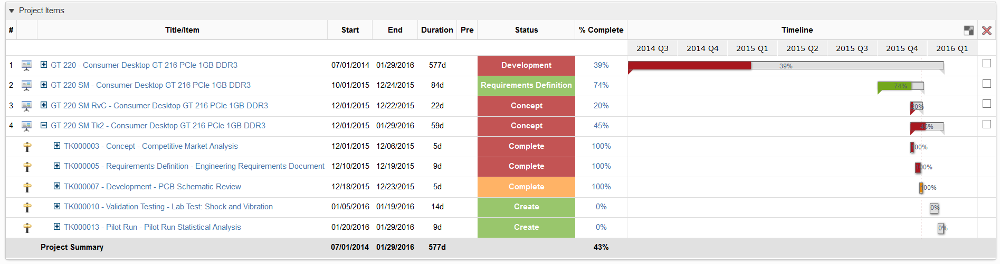 Project Items
# Title/Item Start End Duration Pre Status % Complete Timeline
2014 Q3 2014 Q4 2015 Q1 2015 Q2 2015 Q3 2015 Q4 2016 Q1
1 GT 220 - Consumer Desktop GT 216 PCIe 1GB DDR3 07/01/2014 01/29/2016 577d Development 39% 39%
2 GT 220 SM - Consumer Desktop GT 216 PCIe 1GB DDR3 10/01/2015 12/24/2015 84d Requirements Definition 74% 74%
3 GT 220 SM RvC - Consumer Desktop GT 216 PCIe 1GB DDR3 12/01/2015 12/22/2015 22d Concept 20% 20%
4 GT 220 SM Tk2 - Consumer Desktop GT 216 PCIe 1GB DDR3 12/01/2015 01/29/2016 59d Concept 45% 45%
TK000003 - Concept - Competitive Market Analysis 12/01/2015 12/06/2015 5d Complete 100% 100%
TK000005 - Requirements Definition - Engineering Requirements Document 12/10/2015 12/19/2015 9d Complete 100% 100%
TK000007 - Development - PCB Schematic Review 12/18/2015 12/23/2015 5d Complete 100% 100%
TK000010 - Validation Testing - Lab Test: Shock and Vibration 01/05/2016 01/19/2016 14d Create 0% 0%
TK000013 - Pilot Run - Pilot Run Statistical Analysis 01/20/2016 01/29/2016 9d Create 0% 0%
Project Summary 07/01/2014 01/29/2016 577d 43%